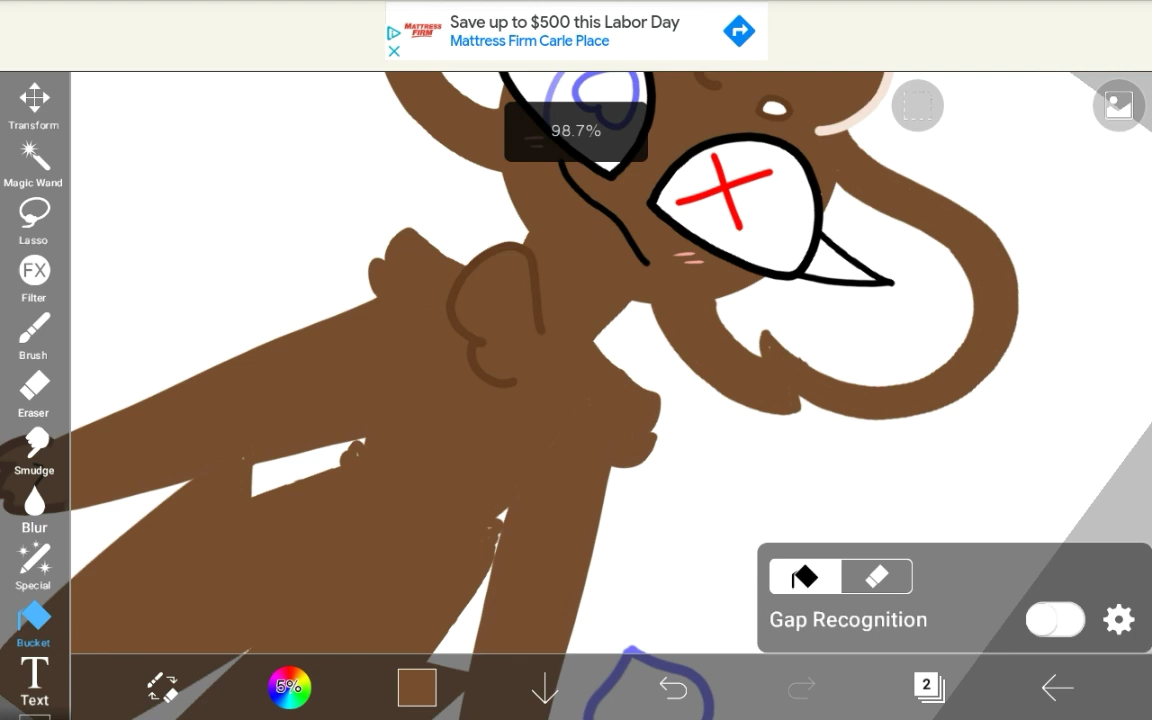 MATTRESS
FIRM
Save up to $500 this Labor Day
Mattress Firm Carle Place
Transform
Magic Wand
Lasso
FX
Filter
Brush
Eraser
Smudge
Blur
Special
Bucket
T
Text
98.7%
Gap Recognition
5%
2